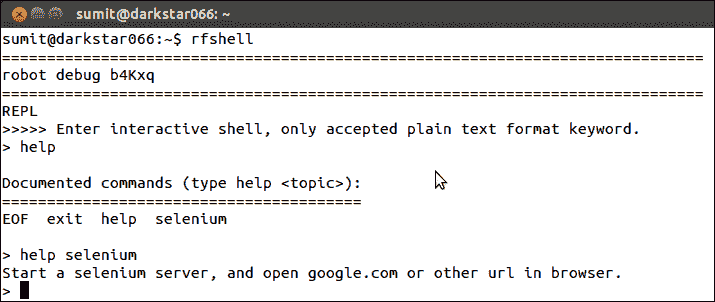 sumit@darkstar066: ~
sumit@darkstar066:~$ rfshell
==============================================================================
robot debug b4Kxq
==============================================================================
REPL
>>>>> Enter interactive shell, only accepted plain text format keyword.
> help
Documented commands (type help <topic>):
========================================
EOF  exit  help  selenium
> help selenium
Start a selenium server, and open google.com or other url in browser.
>